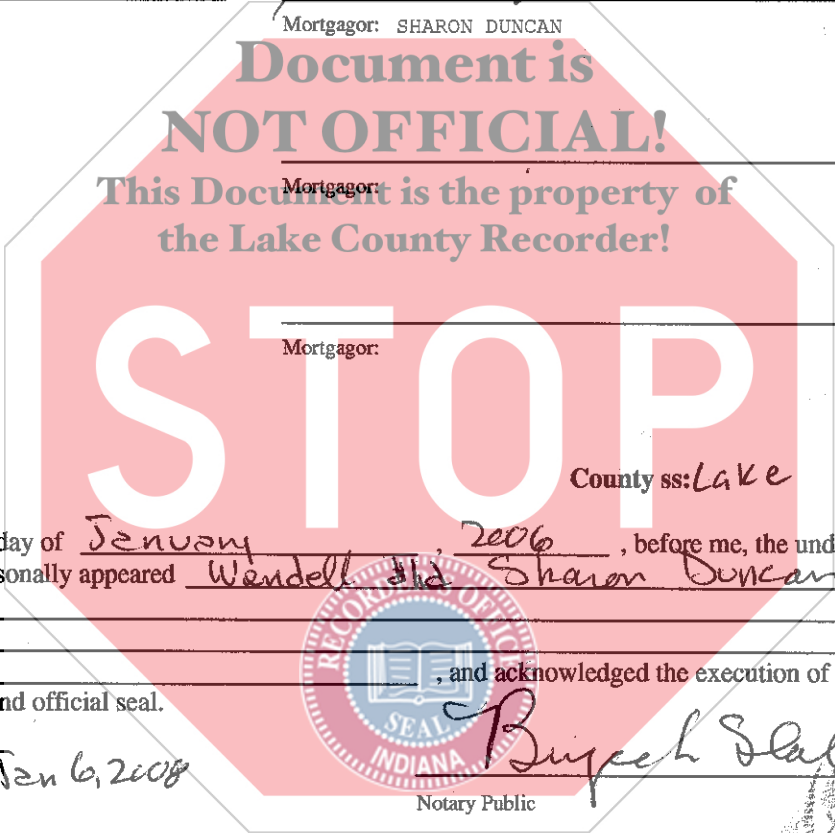 Mortgagor: SHARON DUNCAN
Document is
NOT OFFICIAL!
Mortgagor:
This Document is the property of
the Lake County Recorder!
STOP
Mortgagor:
County ss: Lake
day of January, 2006, before me, the und
sonally appeared Wendell and Sharon Duncan
RECORDER'S OFFICE
, and acknowledged the execution of
nd official seal.
SEAL
INDIANA
Jan 6, 2008
Notary Public